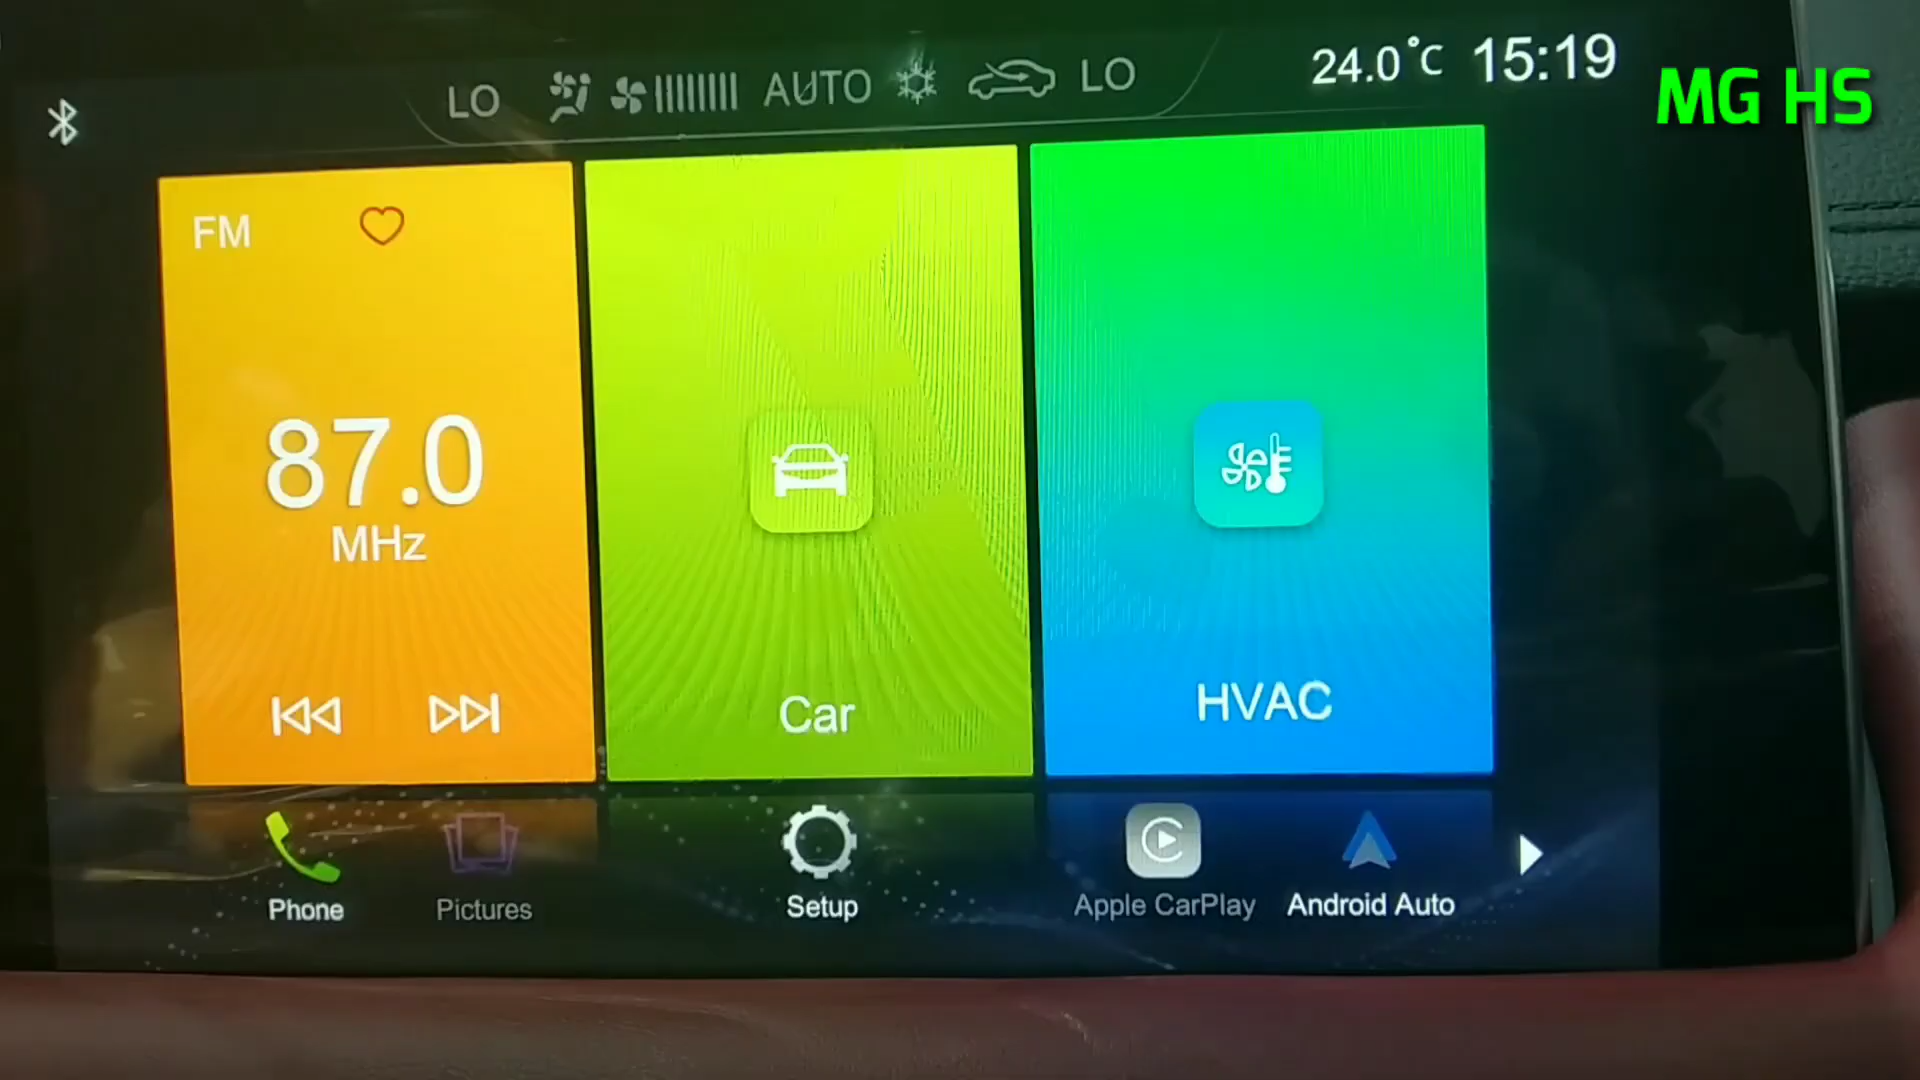 LO AUTO LO 24.0°C 15:19
MG HS
FM
87.0
MHz
Car
HVAC
Phone
Pictures
Setup
Apple CarPlay
Android Auto